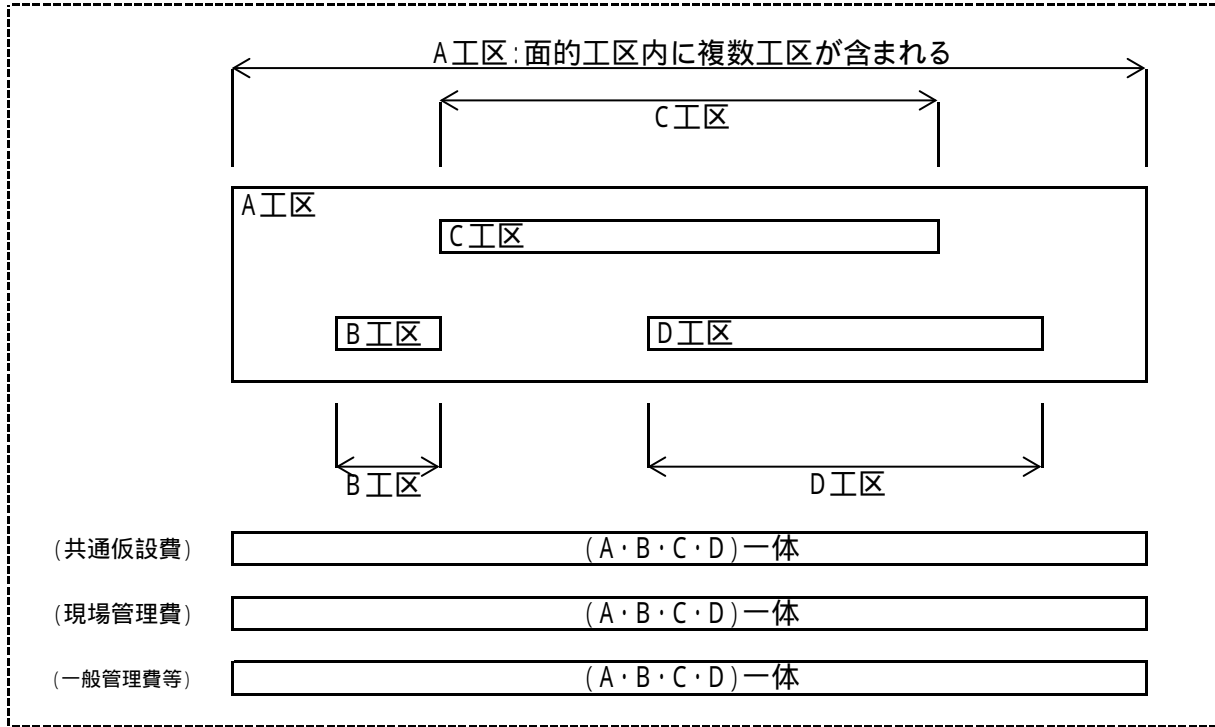 A工区:面的工区内に複数工区が含まれる
C工区
A工区
C工区
B工区
D工区
B工区
D工区
(共通仮設費)
(A・B・C・D)一体
(現場管理費)
(A・B・C・D)一体
(一般管理費等)
(A・B・C・D)一体